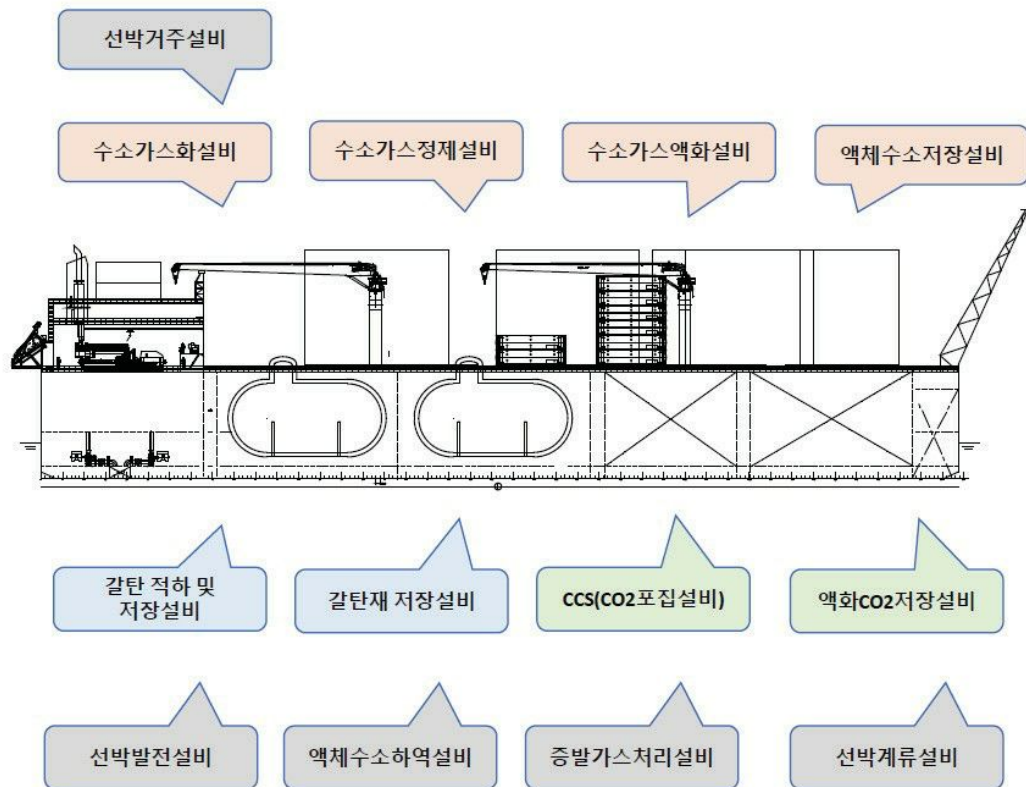 선박거주설비
수소가스화설비
수소가스정제설비
수소가스액화설비
액체수소저장설비
갈탄 적하 및
저장설비
갈탄재 저장설비
CCS(CO2포집설비)
액화CO2저장설비
선박발전설비
액체수소하역설비
증발가스처리설비
선박계류설비